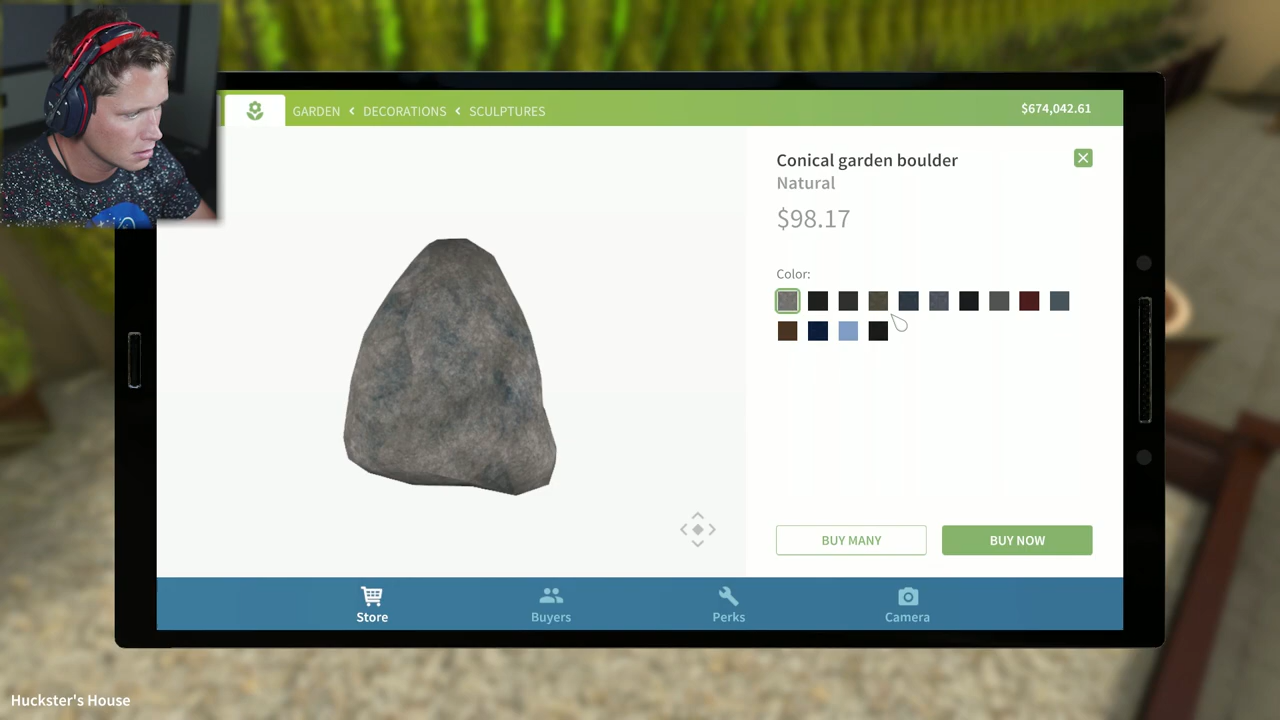 GARDEN < DECORATIONS < SCULPTURES
$674,042.61
Conical garden boulder
Natural
$98.17
Color:
BUY MANY
BUY NOW
Store
Buyers
Perks
Camera
Huckster's House